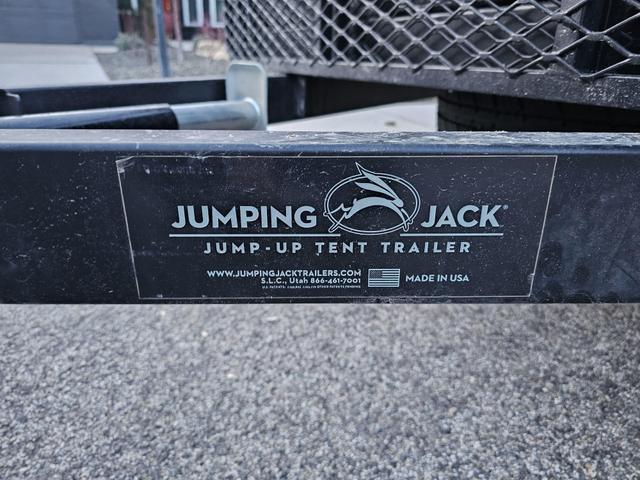 JUMPING JACK®
JUMP-UP TENT TRAILER
WWW.JUMPINGJACKTRAILERS.COM
S.L.C., Utah 866-461-7001
MADE IN USA